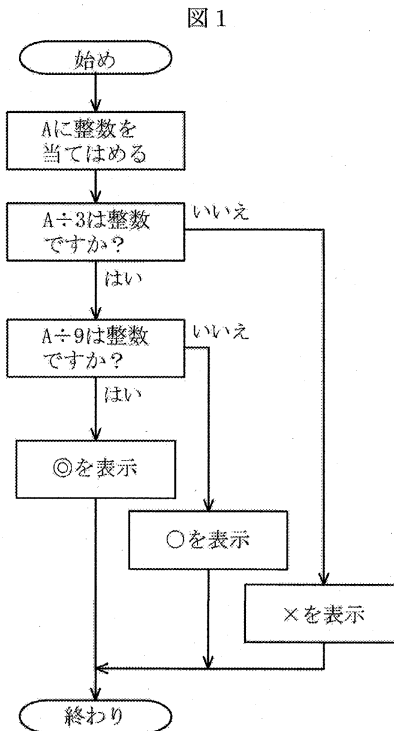 図1
始め
Aに整数を
当てはめる
A÷3は整数
ですか？
いいえ
はい
A÷9は整数
ですか？
いいえ
はい
◎を表示
○を表示
×を表示
終わり